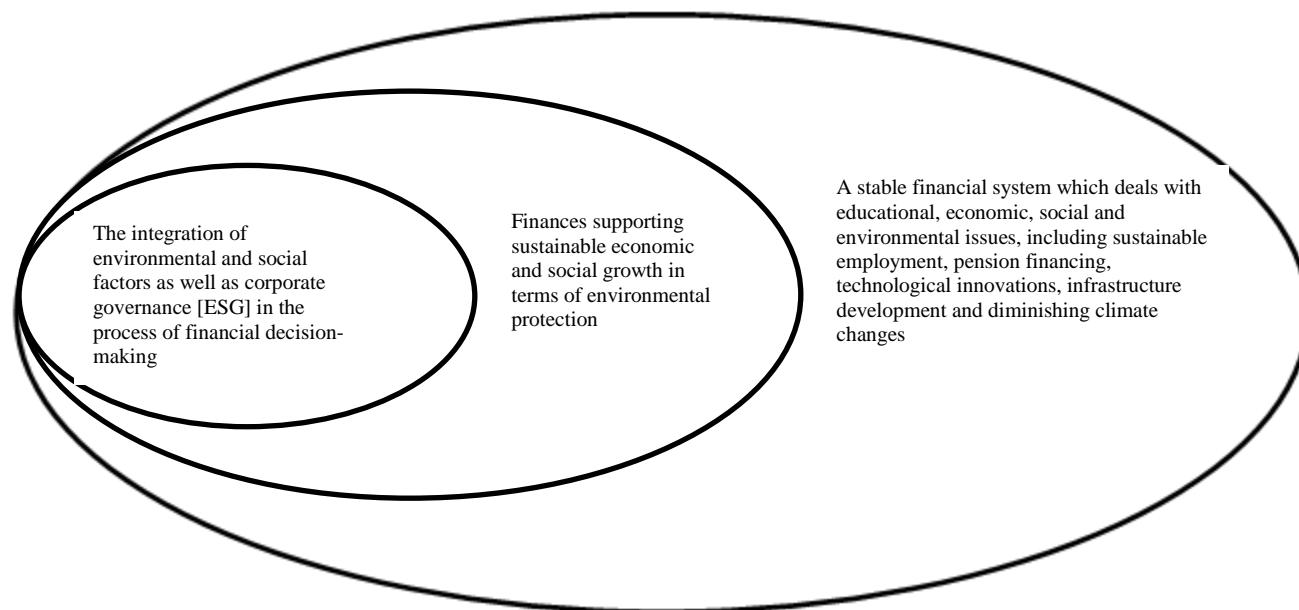 The integration of
environmental and social
factors as well as corporate
governance [ESG] in the
process of financial decision-
making
Finances supporting
sustainable economic
and social growth in
terms of environmental
protection
A stable financial system which deals with
educational, economic, social and
environmental issues, including sustainable
employment, pension financing,
technological innovations, infrastructure
development and diminishing climate
changes